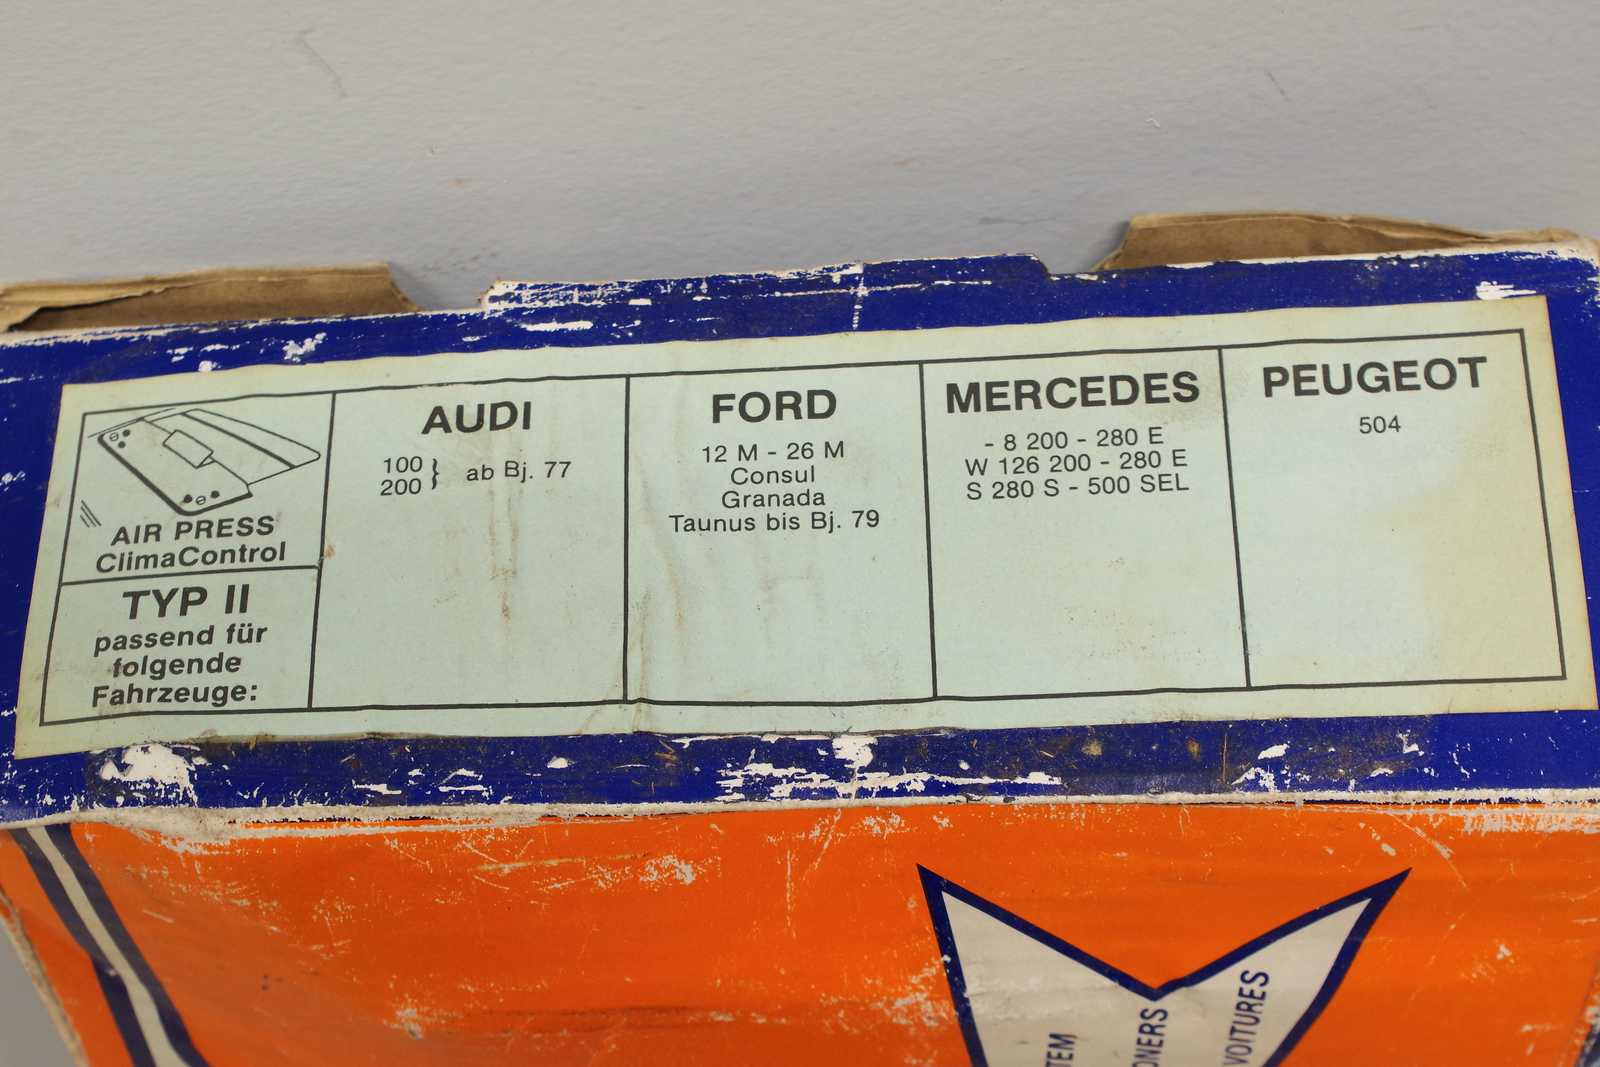 AIR PRESS
ClimaControl
TYP II
passend für
folgende
Fahrzeuge:
AUDI
100
200 } ab Bj. 77
FORD
12 M - 26 M
Consul
Granada
Taunus bis Bj. 79
MERCEDES
- 8 200 - 280 E
W 126 200 - 280 E
S 280 S - 500 SEL
PEUGEOT
504
VOITURES